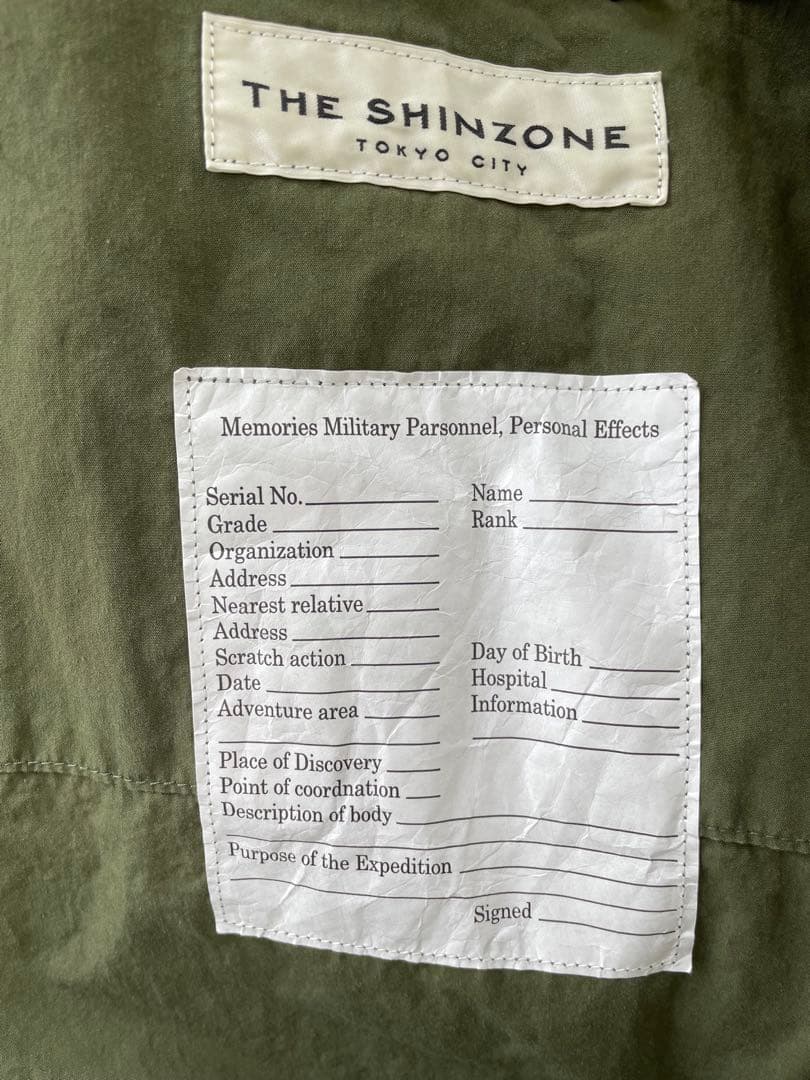 THE SHINZONE
TOKYO CITY
Memories Military Parsonnel, Personal Effects
Serial No. Name
Grade Rank
Organization
Address
Nearest relative
Address
Scratch action Day of Birth
Date Hospital
Adventure area Information
Place of Discovery
Point of coordnation
Description of body
Purpose of the Expedition
Signed